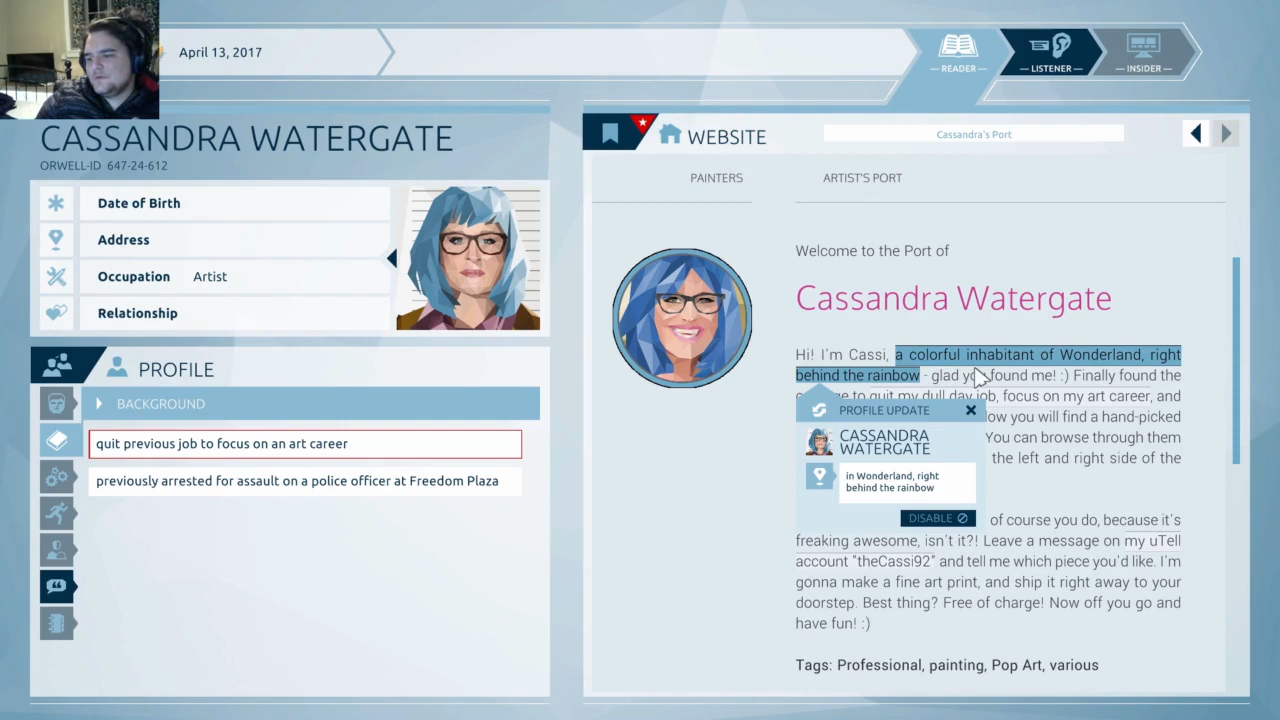 April 13, 2017
READER
LISTENER
INSIDER
CASSANDRA WATERGATE
ORWELL-ID 647-24-612
Date of Birth
Address
Occupation Artist
Relationship
PROFILE
BACKGROUND
quit previous job to focus on an art career
previously arrested for assault on a police officer at Freedom Plaza
WEBSITE
Cassandra's Port
PAINTERS
ARTIST'S PORT
Welcome to the Port of
Cassandra Watergate
Hi! I'm Cassi, a colorful inhabitant of Wonderland, right
behind the rainbow - glad you found me! :) Finally found the
to quit my dull day job, focus on my art career, and
you will find a hand-picked
You can browse through them
the left and right side of the
PROFILE UPDATE
CASSANDRA
WATERGATE
in Wonderland, right
behind the rainbow
DISABLE
of course you do, because it's
freaking awesome, isn't it?! Leave a message on my uTell
account "theCassi92" and tell me which piece you'd like. I'm
gonna make a fine art print, and ship it right away to your
doorstep. Best thing? Free of charge! Now off you go and
have fun! :)
Tags: Professional, painting, Pop Art, various